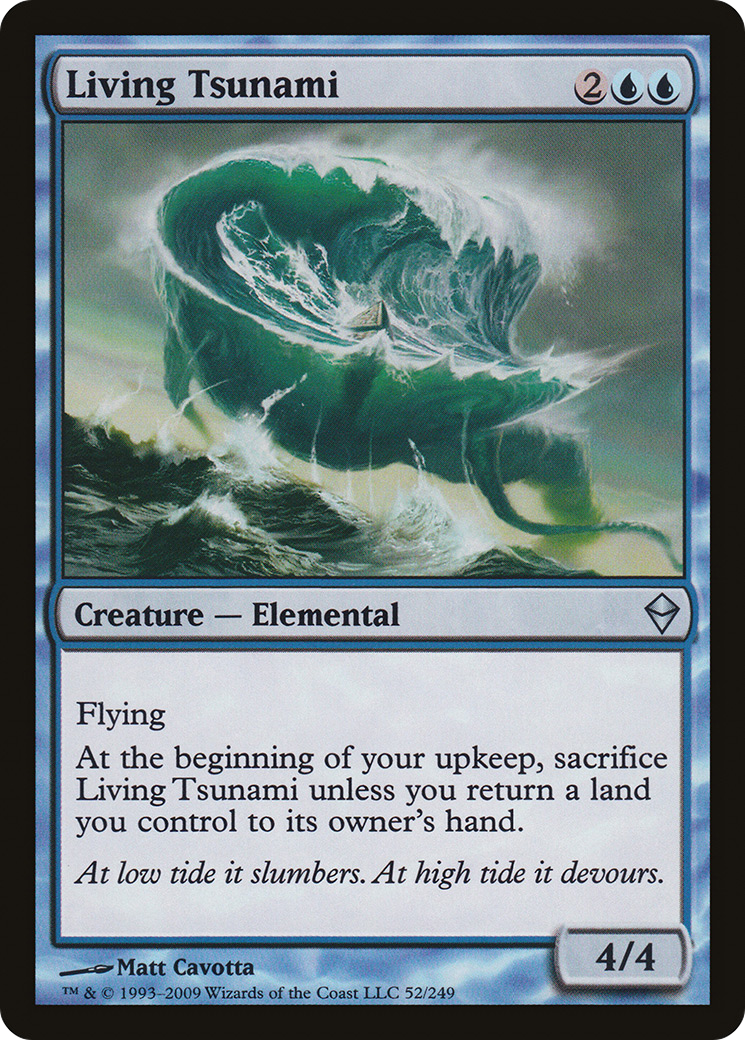 Living Tsunami 2
Creature — Elemental
Flying
At the beginning of your upkeep, sacrifice
Living Tsunami unless you return a land
you control to its owner's hand.
At low tide it slumbers. At high tide it devours.
4/4
Matt Cavotta
™ & © 1993–2009 Wizards of the Coast LLC 52/249